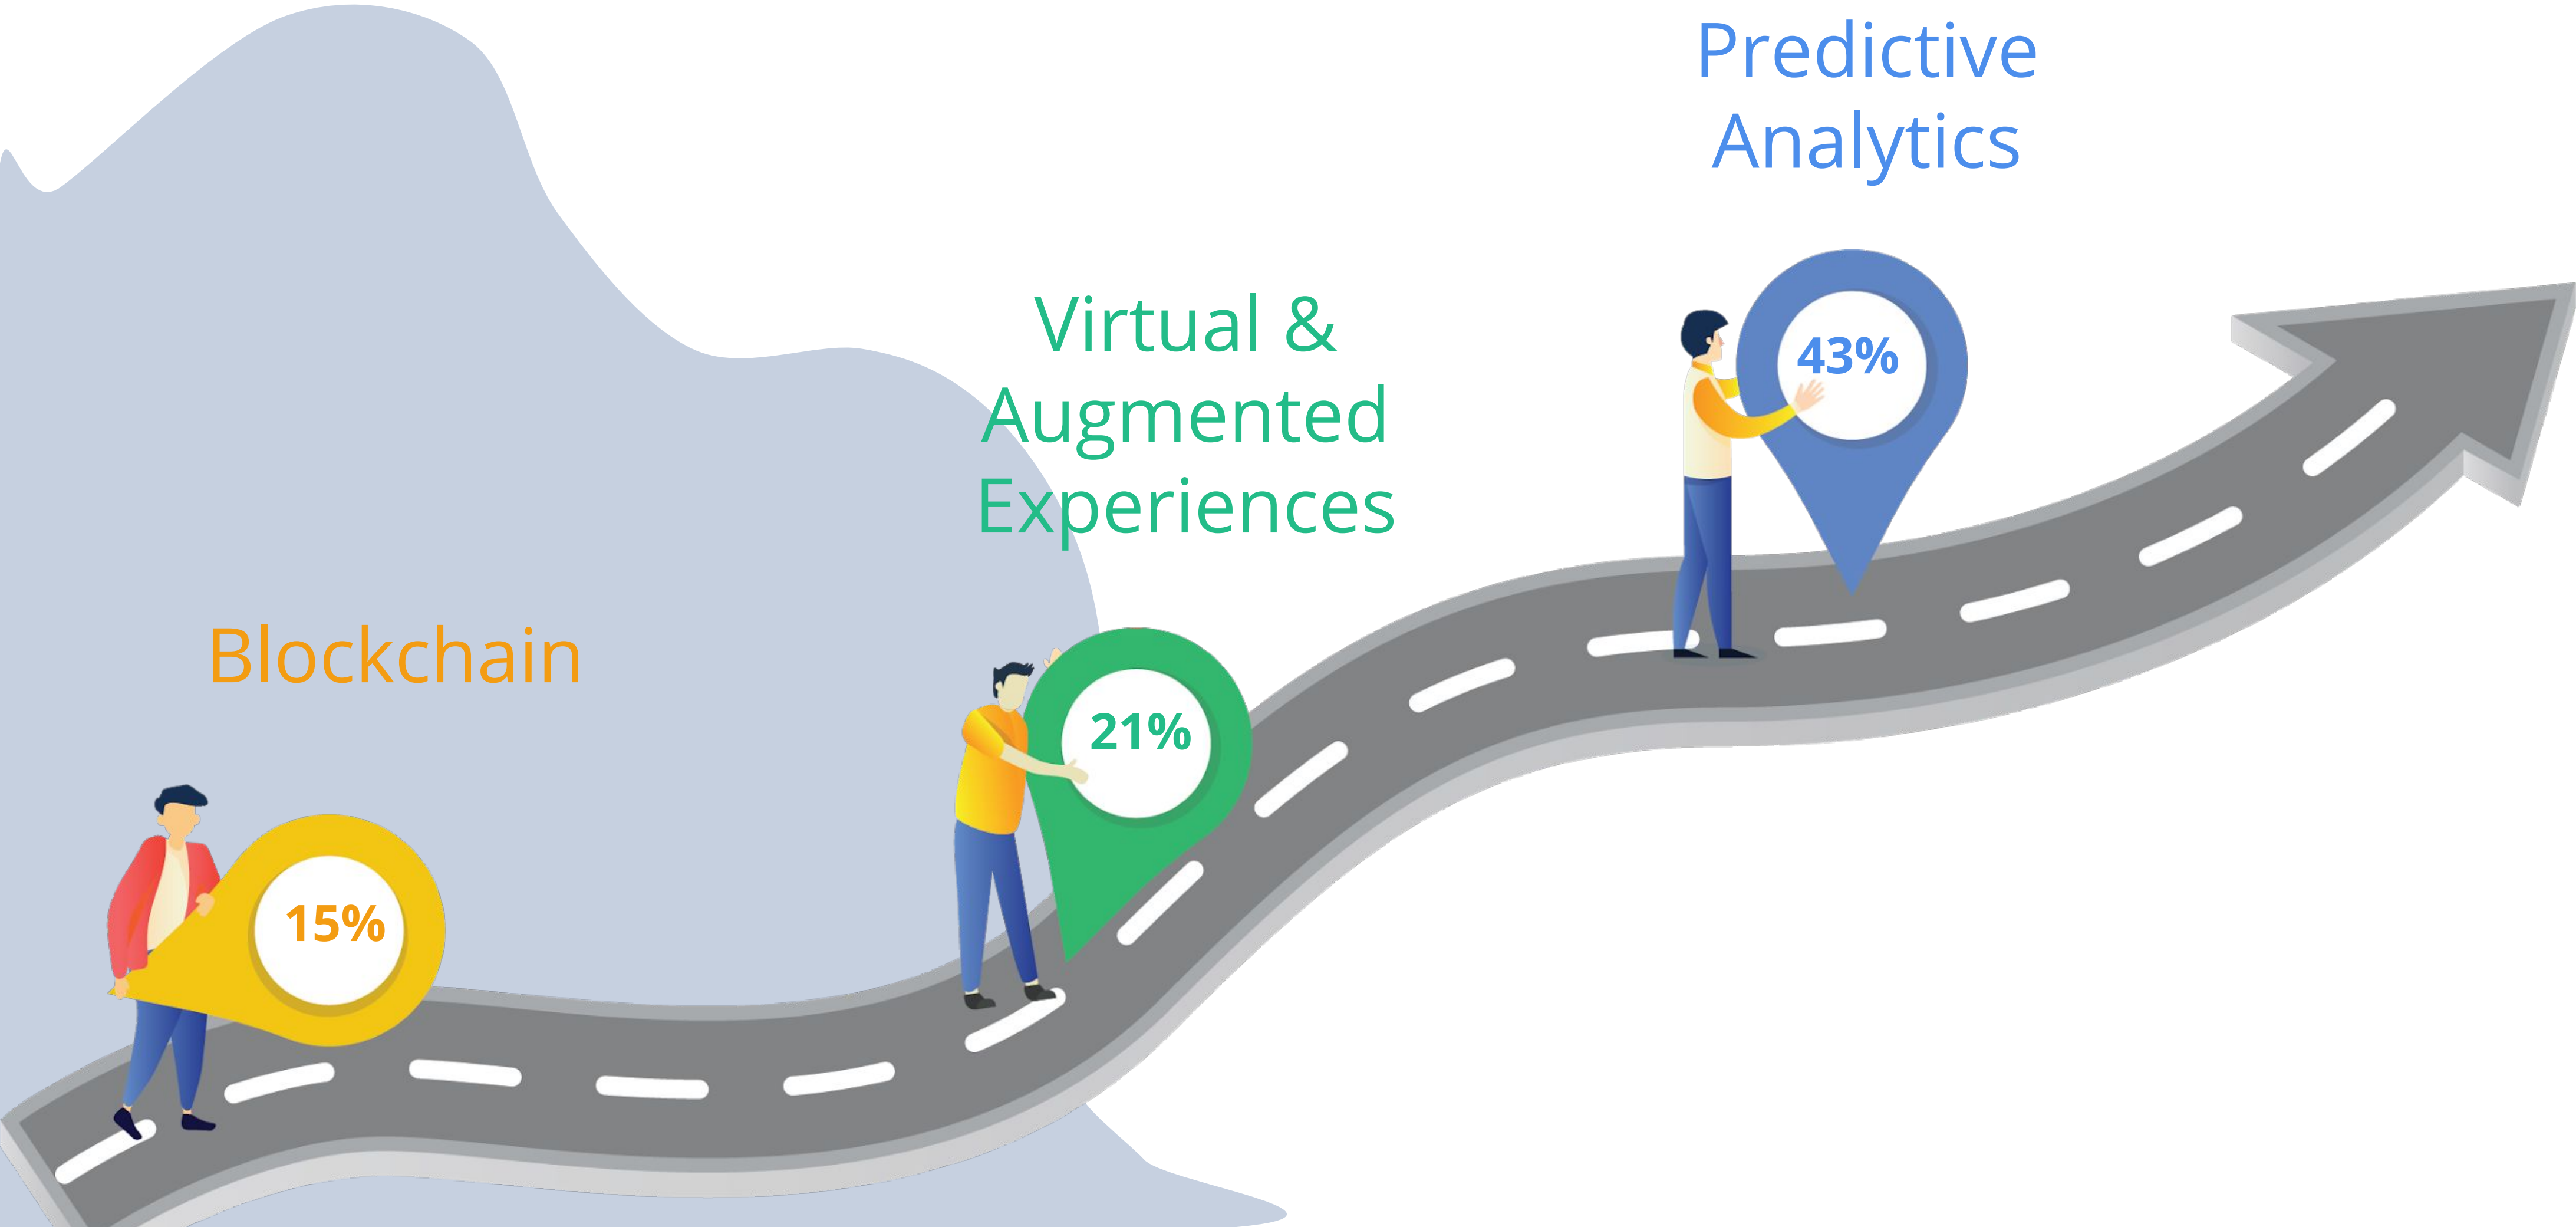 Predictive
Analytics
43%
Virtual &
Augmented
Experiences
21%
Blockchain
15%